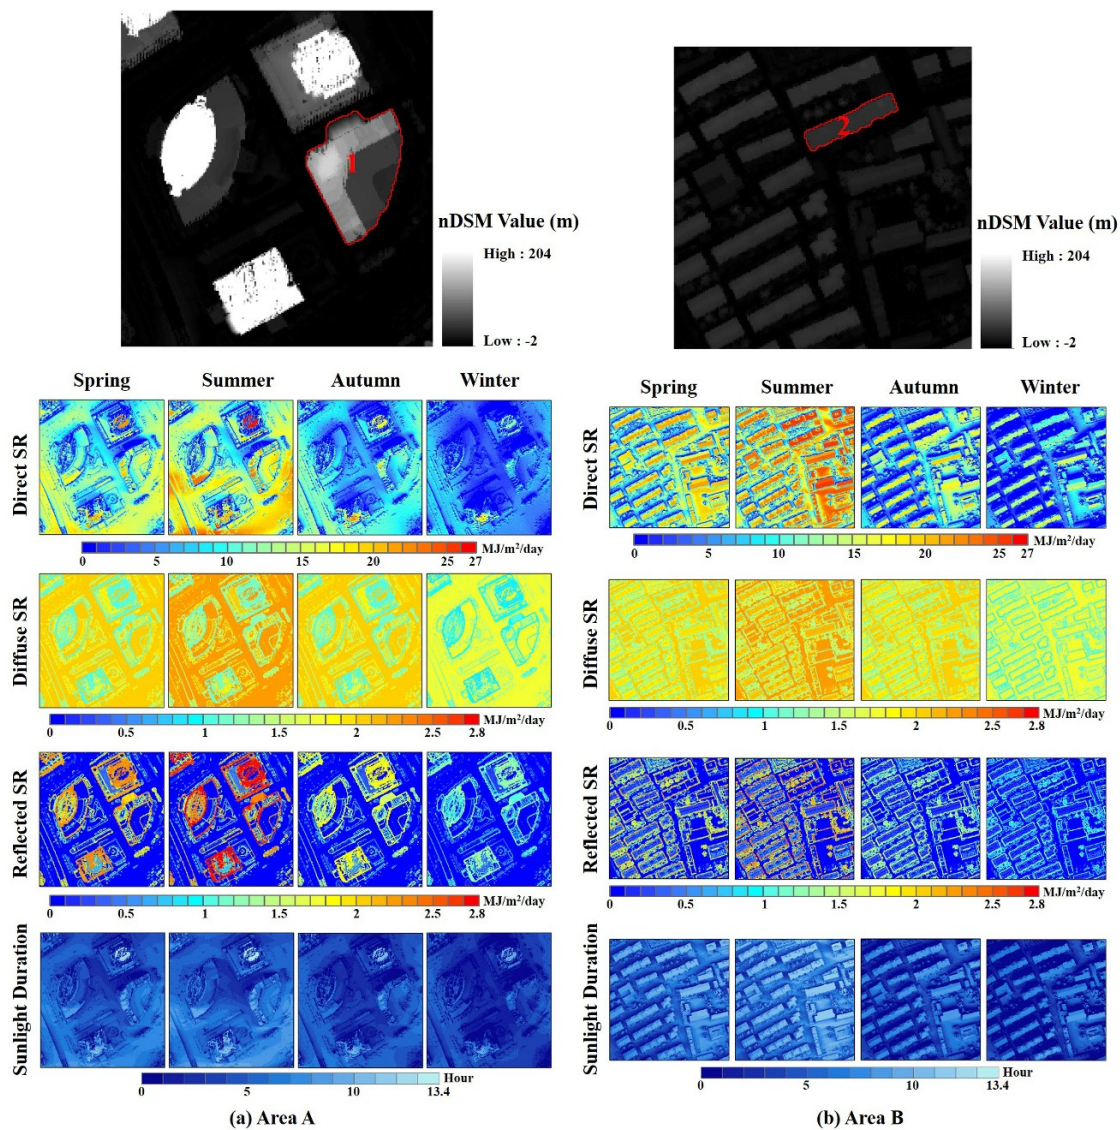 1
nDSM Value (m)
High : 204
Low : -2
2
nDSM Value (m)
High : 204
Low : -2
Spring Summer Autumn Winter
Direct SR
0 5 10 15 20 25 27 MJ/m²/day
Diffuse SR
0 0.5 1 1.5 2 2.5 2.8 MJ/m²/day
Reflected SR
0 0.5 1 1.5 2 2.5 2.8 MJ/m²/day
Sunlight Duration
0 5 10 13.4 Hour
(a) Area A
Spring Summer Autumn Winter
Direct SR
0 5 10 15 20 25 27 MJ/m²/day
Diffuse SR
0 0.5 1 1.5 2 2.5 2.8 MJ/m²/day
Reflected SR
0 0.5 1 1.5 2 2.5 2.8 MJ/m²/day
Sunlight Duration
0 5 10 13.4 Hour
(b) Area B